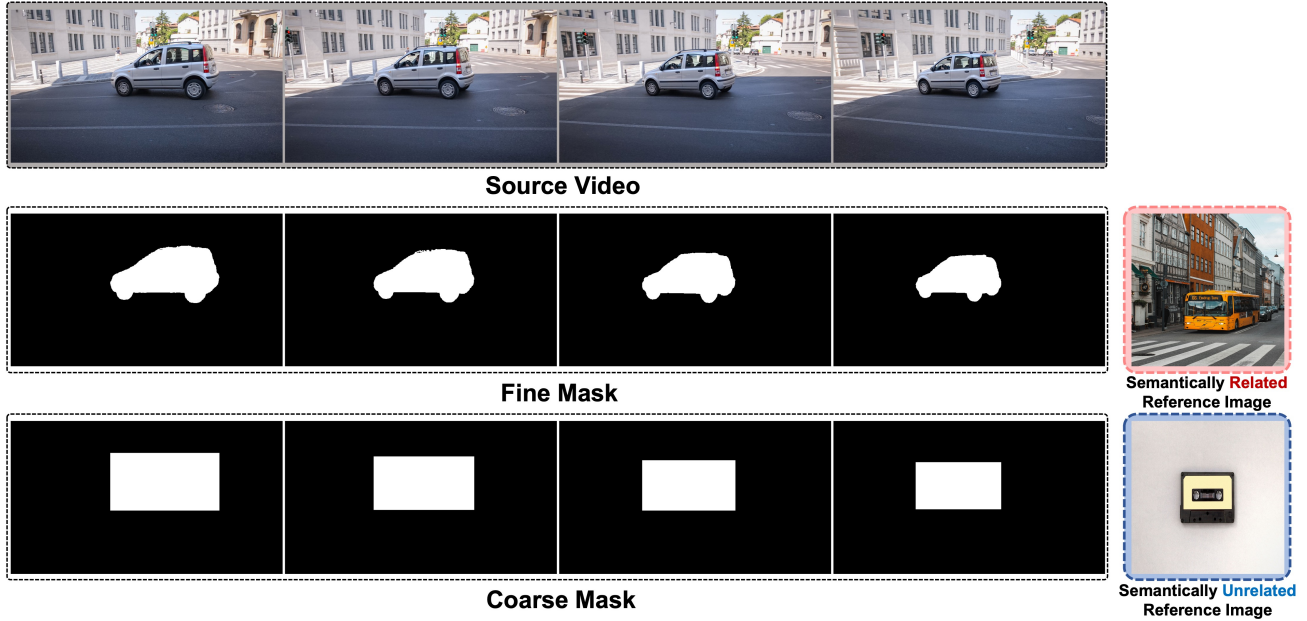 Source Video
Fine Mask
Semantically Related
Reference Image
Coarse Mask
Semantically Unrelated
Reference Image